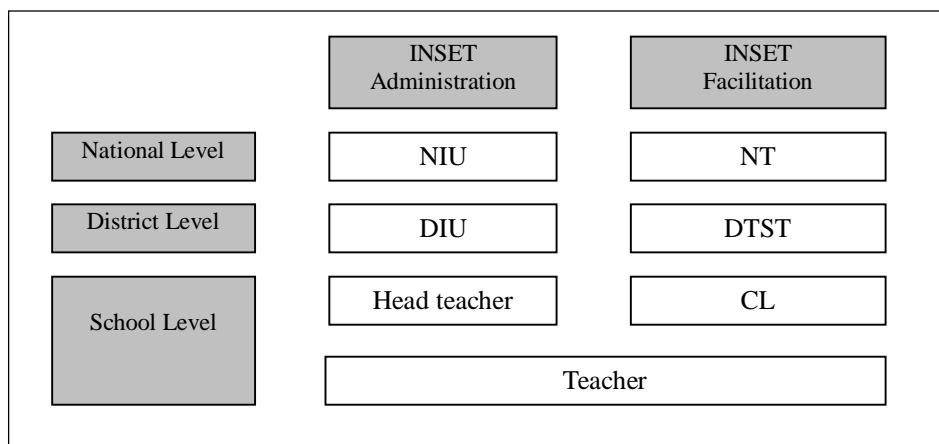 INSET
Administration
INSET
Facilitation
National Level
NIU
NT
District Level
DIU
DTST
School Level
Head teacher
CL
Teacher